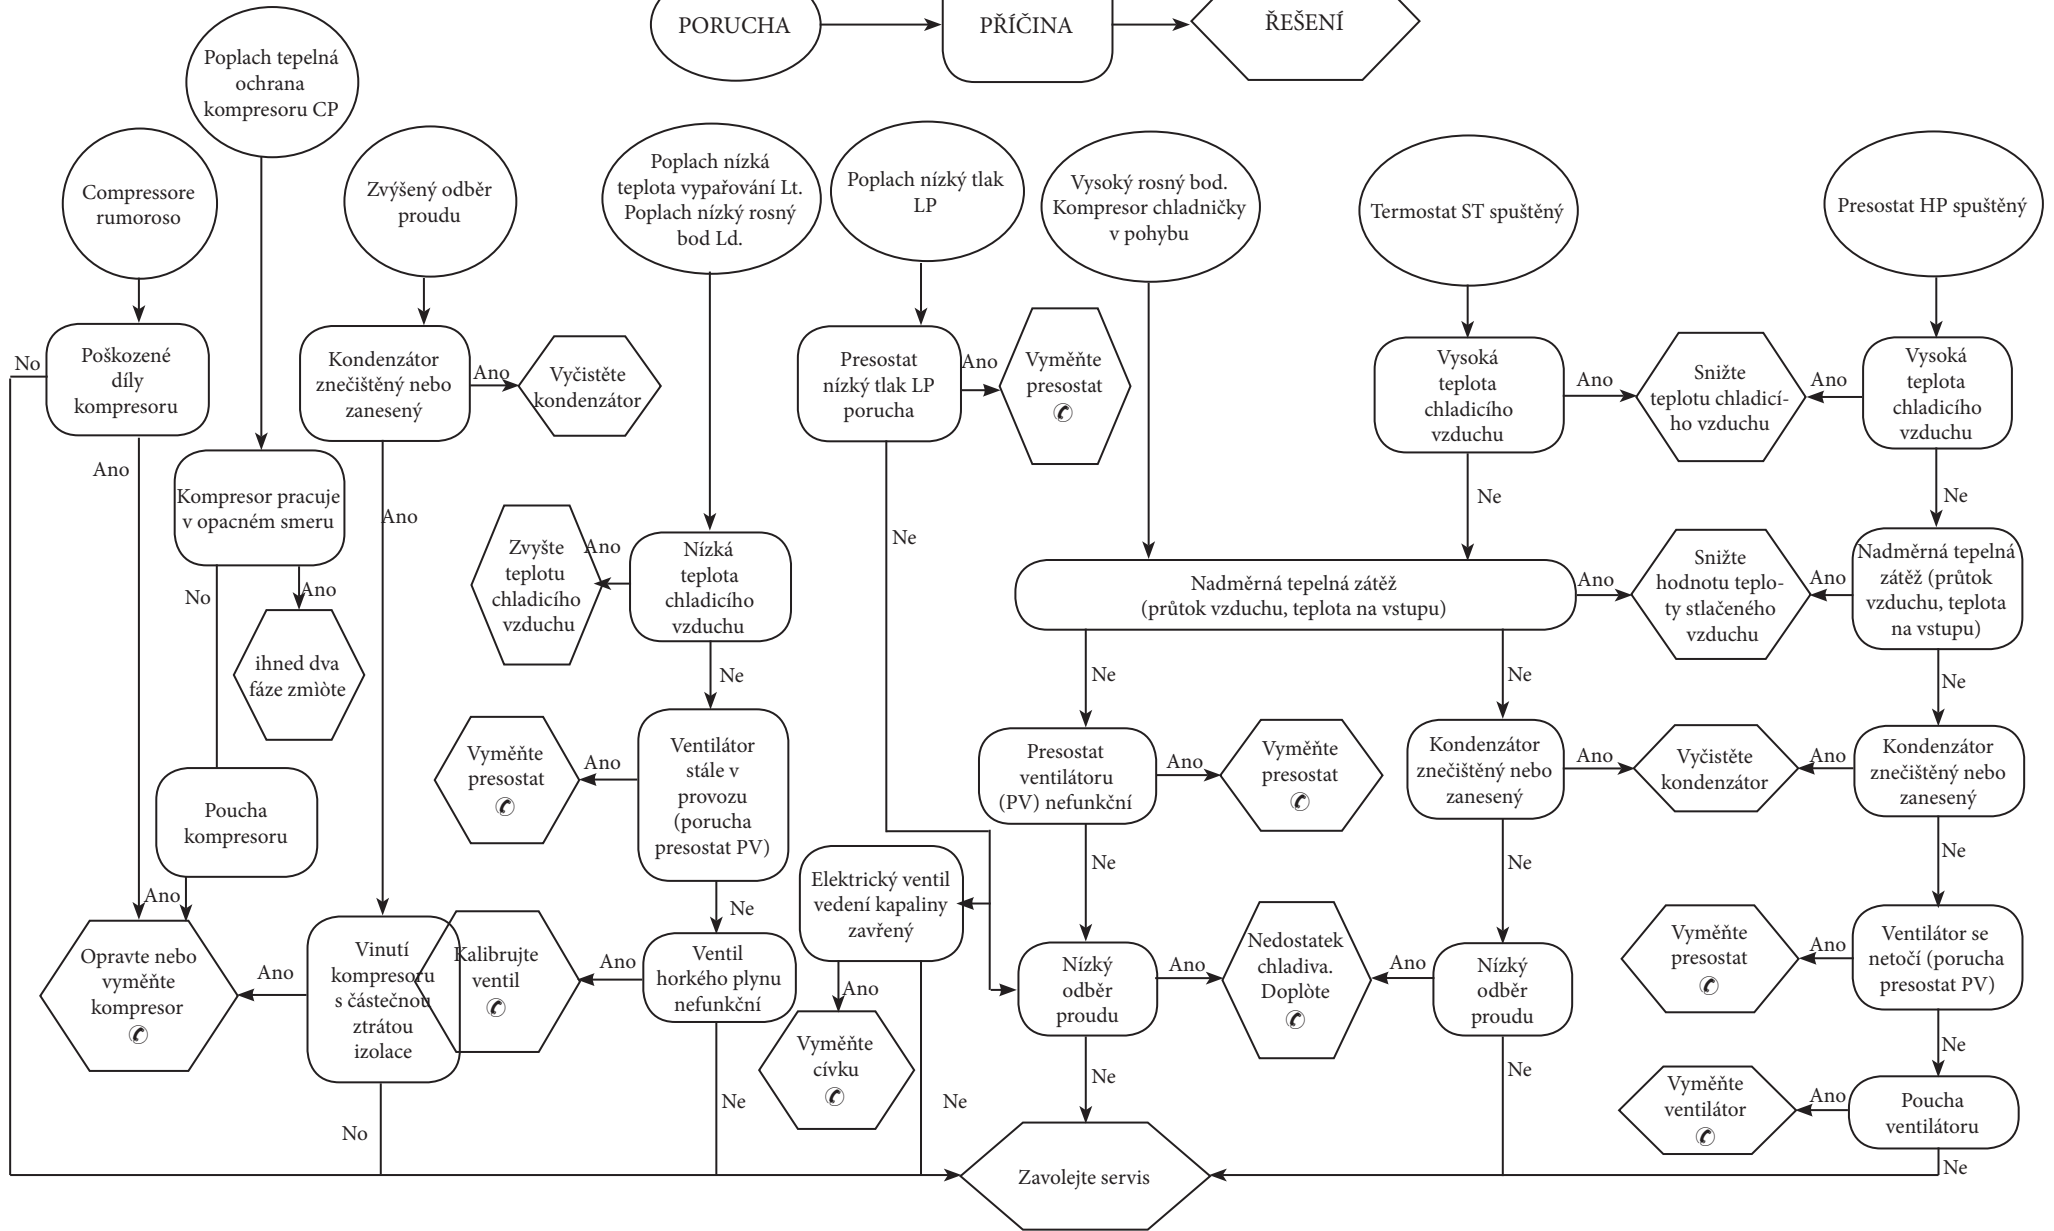 PORUCHA
PŘÍČINA
ŘEŠENÍ
Poplach tepelná
ochrana
kompresoru CP
Compressore
rumoroso
Zvýšený odběr
proudu
Poplach nízká
teplota vypařování Lt.
Poplach nízký rosný
bod Ld.
Poplach nízký tlak
LP
Vysoký rosný bod.
Kompresor chladničky
v pohybu
Termostat ST spuštěný
Presostat HP spuštěný
No
Poškozené
díly
kompresoru
Kondenzátor
znečištěný nebo
zanesený
Ano
Vyčistěte
kondenzátor
Presostat
nízký tlak LP
porucha
Ano
Vyměňte
presostat
✆
Vysoká
teplota
chladicího
vzduchu
Ano
Snižte
teplotu chladicí-
ho vzduchu
Ano
Vysoká
teplota
chladicího
vzduchu
Ano
Kompresor pracuje
v opacném smeru
Ano
Ne
Ne
Ne
No
Ano
ihned dva
fáze zmìòte
Zvyšte
teplotu
chladicího
vzduchu
Ano
Nízká
teplota
chladicího
vzduchu
Nadměrná tepelná zátěž
(průtok vzduchu, teplota na vstupu)
Ano
Snižte
hodnotu teplo-
ty stlačeného
vzduchu
Ano
Nadměrná tepelná
zátěž (průtok
vzduchu, teplota
na vstupu)
Ne
Ne
Ne
Ne
Poucha
kompresoru
Vyměňte
presostat
✆
Ano
Ventilátor
stále v
provozu
(porucha
presostat PV)
Presostat
ventilátoru
(PV) nefunkční
Ano
Vyměňte
presostat
✆
Kondenzátor
znečištěný nebo
zanesený
Ano
Vyčistěte
kondenzátor
Ano
Kondenzátor
znečištěný nebo
zanesený
Ano
Ne
Elektrický ventil
vedení kapaliny
zavřený
Ne
Ne
Ne
Opravte nebo
vyměňte
kompresor
✆
Ano
Vinutí
kompresoru
s částečnou
ztrátou
izolace
Kalibrujte
ventil
✆
Ano
Ventil
horkého plynu
nefunkční
Ano
Vyměňte
cívku
✆
Nízký
odběr
proudu
Ano
Nedostatek
chladiva.
Doplòte
✆
Ano
Nízký
odběr
proudu
Vyměňte
presostat
✆
Ano
Ventilátor se
netočí (porucha
presostat PV)
Ne
Ne
Ne
Ne
Ne
Vyměňte
ventilátor
✆
Ano
Poucha
ventilátoru
No
Zavolejte servis
Ne